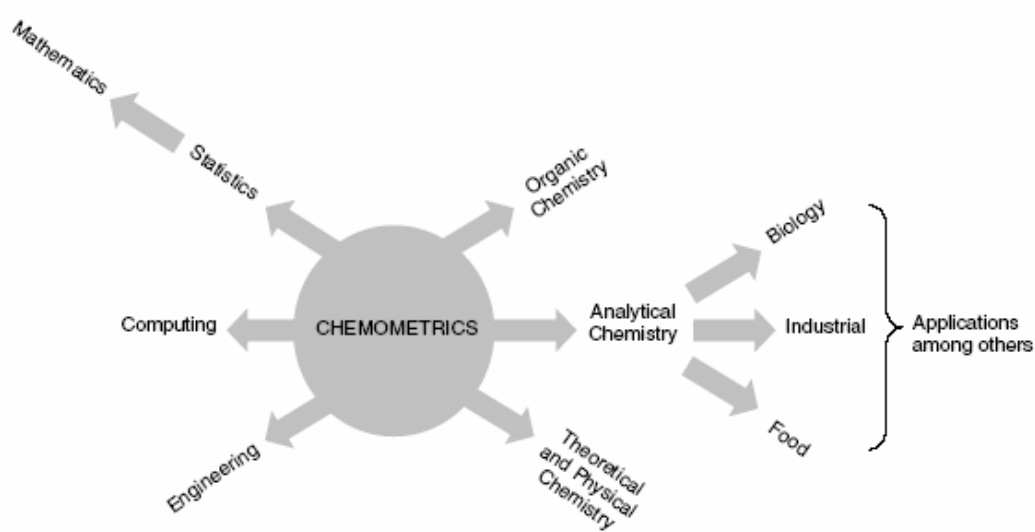 Mathematics
Statistics
Organic
Chemistry
Biology
Computing
CHEMOMETRICS
Analytical
Chemistry
Industrial
Applications
among others
Engineering
Theoretical
and Physical
Chemistry
Food